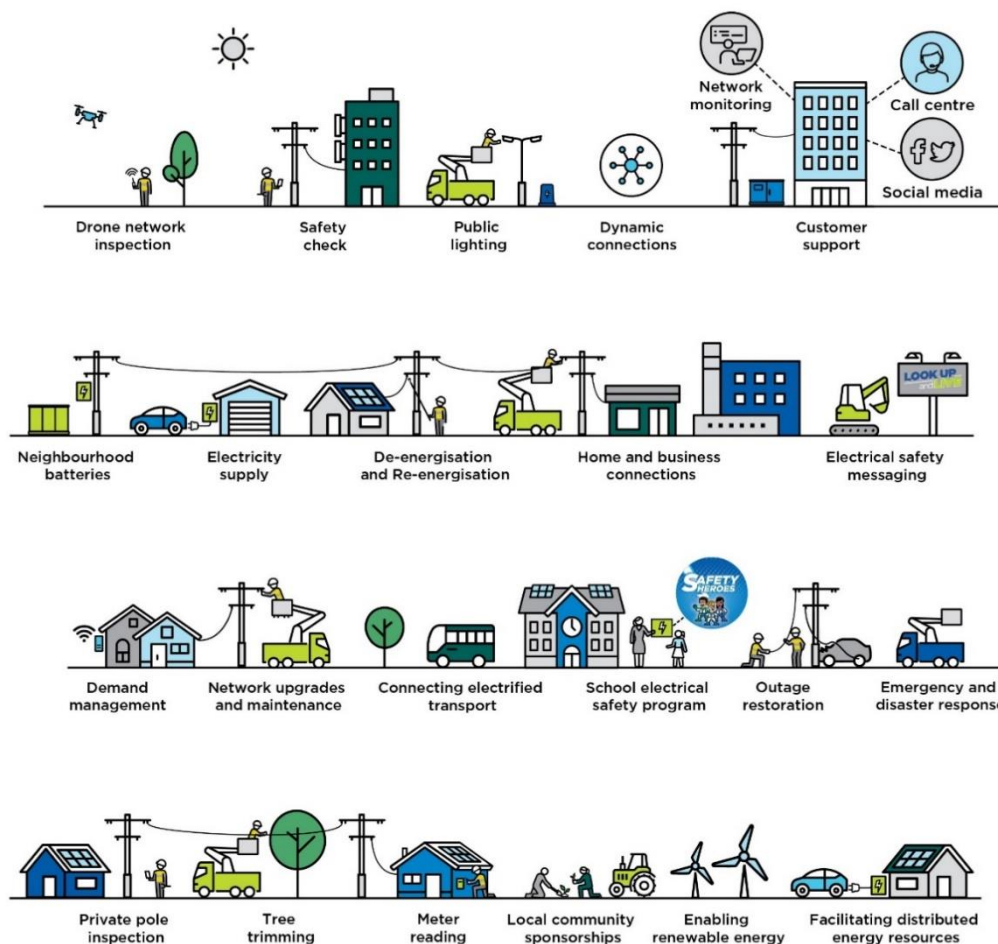 Network
monitoring
Call centre
Social media
Drone network
inspection
Safety
check
Public
lighting
Dynamic
connections
Customer
support
LOOK UP
and LIVE
Neighbourhood
batteries
Electricity
supply
De-energisation
and Re-energisation
Home and business
connections
Electrical safety
messaging
SAFETY
HEROES
Demand
management
Network upgrades
and maintenance
Connecting electrified
transport
School electrical
safety program
Outage
restoration
Emergency and
disaster response
Private pole
inspection
Tree
trimming
Meter
reading
Local community
sponsorships
Enabling
renewable energy
Facilitating distributed
energy resources